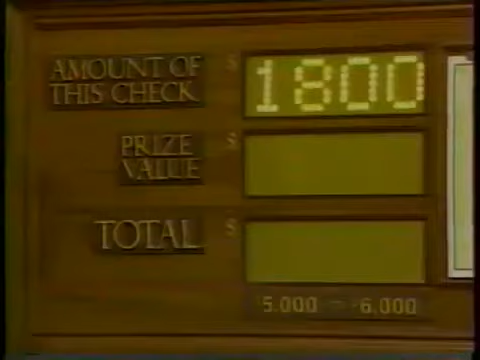 AMOUNT OF
THIS CHECK
$ 1800
PRIZE
VALUE
$
TOTAL
$
5,000 — 6,000